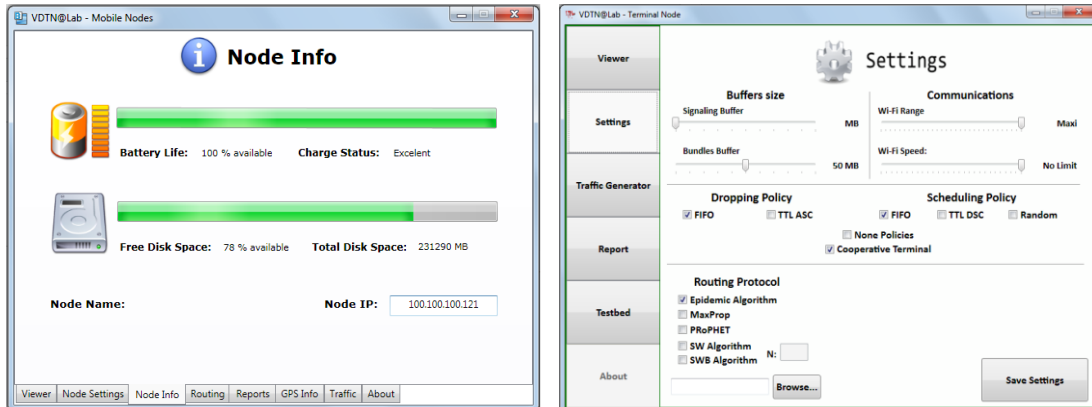 VDTN@Lab - Mobile Nodes
Node Info
Battery Life: 100 % available Charge Status: Excelent
Free Disk Space: 78 % available Total Disk Space: 231290 MB
Node Name: Node IP: 100.100.100.121
Viewer Node Settings Node Info Routing Reports GPS Info Traffic About
VDTN@Lab - Terminal Node
Viewer
Settings
Traffic Generator
Report
Testbed
About
Settings
Buffers size Communications
Signaling Buffer Wi-Fi Range
MB Maxi
Bundles Buffer Wi-Fi Speed:
50 MB No Limit
Dropping Policy Scheduling Policy
FIFO TTL ASC FIFO TTL DSC Random
None Policies
Cooperative Terminal
Routing Protocol
Epidemic Algorithm
MaxProp
PRoPHET
SW Algorithm
N:
SWB Algorithm
Browse...
Save Settings